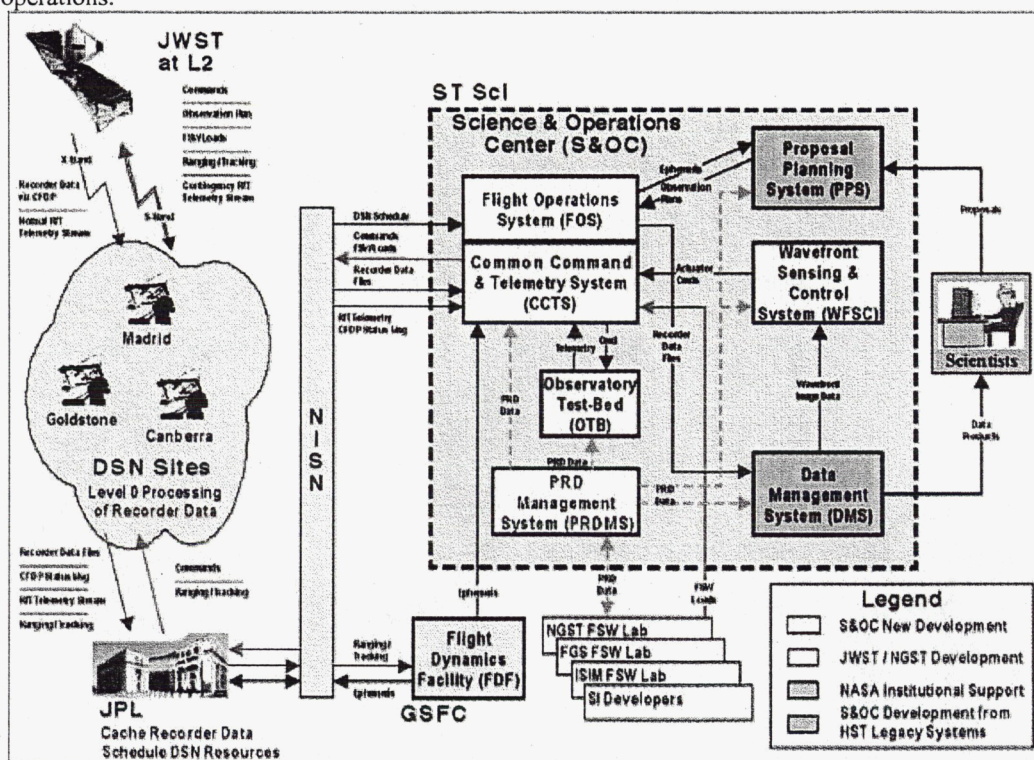 operations.
JWST
at L2
Commands
Observation Plan
FSW Loads
Ranging/Tracking
Contingency R/T
Telemetry Stream
X-Band
Recorder Data
via CFDP
Normal R/T
Telemetry Stream
S-Band
Madrid
Goldstone
Canberra
DSN Sites
Level 0 Processing
of Recorder Data
Recorder Data Files
CFDP Status Msg
R/T Telemetry Stream
Ranging/Tracking
Commands
Ranging/Tracking
JPL
Cache Recorder Data
Schedule DSN Resources
NISN
DSN Schedule
Commands
FSW Loads
Recorder Data
Files
R/T Telemetry
CFDP Status Msg
Ranging/
Tracking
Ephemeris
Flight
Dynamics
Facility (FDF)
GSFC
Ephemeris
ST ScI
Science & Operations
Center (S&OC)
Flight Operations
System (FOS)
Common Command
& Telemetry System
(CCTS)
Ephemeris
Observation
Plans
Proposal
Planning
System (PPS)
Actuator
Cmds
Wavefront
Sensing &
Control
System (WFSC)
Telemetry
Cmd
Recorder
Data
Files
Observatory
Test-Bed
(OTB)
PRD
Data
PRD Data
PRD
Management
System (PRDMS)
PRD
Data
Wavefront
Image Data
Data
Management
System (DMS)
Proposals
Scientists
Data
Products
PRD
Data
FSW
Loads
NGST FSW Lab
FGS FSW Lab
ISIM FSW Lab
SI Developers
Legend
S&OC New Development
JWST / NGST Development
NASA Institutional Support
S&OC Development from
HST Legacy Systems